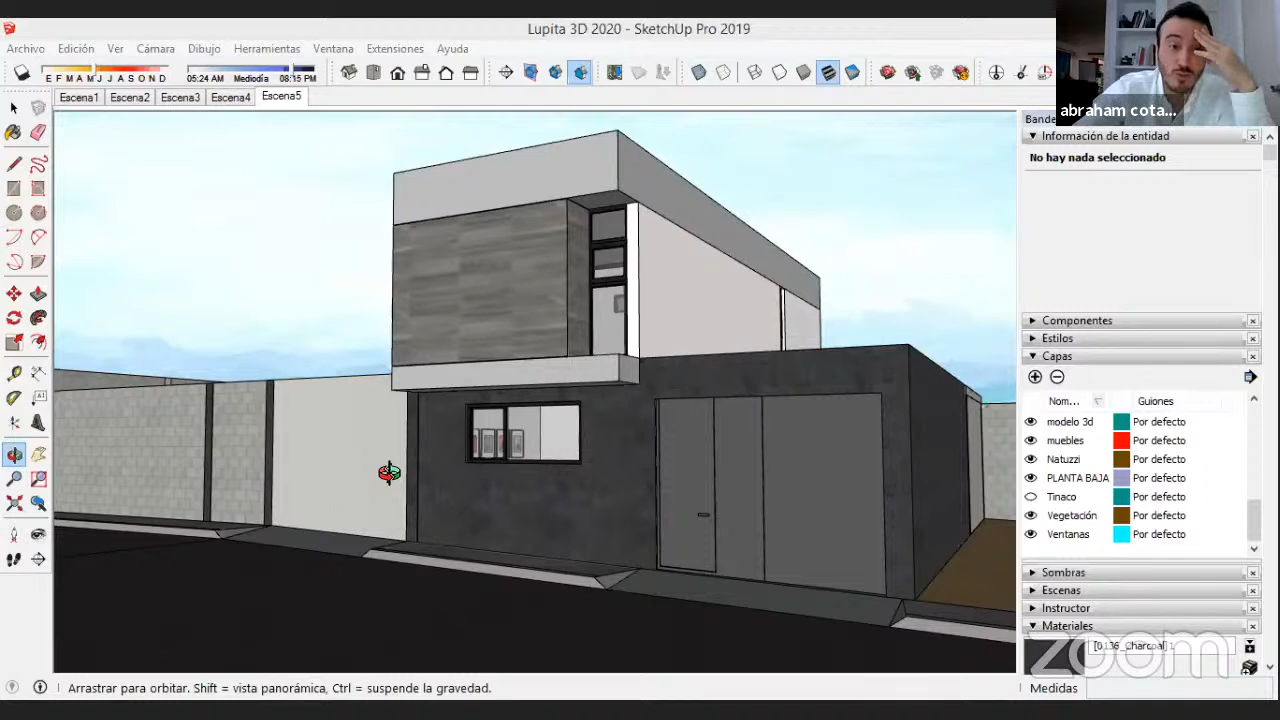 Lupita 3D 2020 - SketchUp Pro 2019
Archivo Edición Ver Cámara Dibujo Herramientas Ventana Extensiones Ayuda
E F M A M J J A S O N D 05:24 AM Mediodía 08:15 PM
abraham cota...
Escena1 Escena2 Escena3 Escena4 Escena5
Bande
Información de la entidad
No hay nada seleccionado
Componentes
Estilos
Capas
Nom... Guiones
modelo 3d Por defecto
muebles Por defecto
Natuzzi Por defecto
PLANTA BAJA Por defecto
Tinaco Por defecto
Vegetación Por defecto
Ventanas Por defecto
Sombras
Escenas
Instructor
Materiales
[0136_Charcoal]1
zoom
Arrastrar para orbitar. Shift = vista panorámica, Ctrl = suspende la gravedad.
Medidas